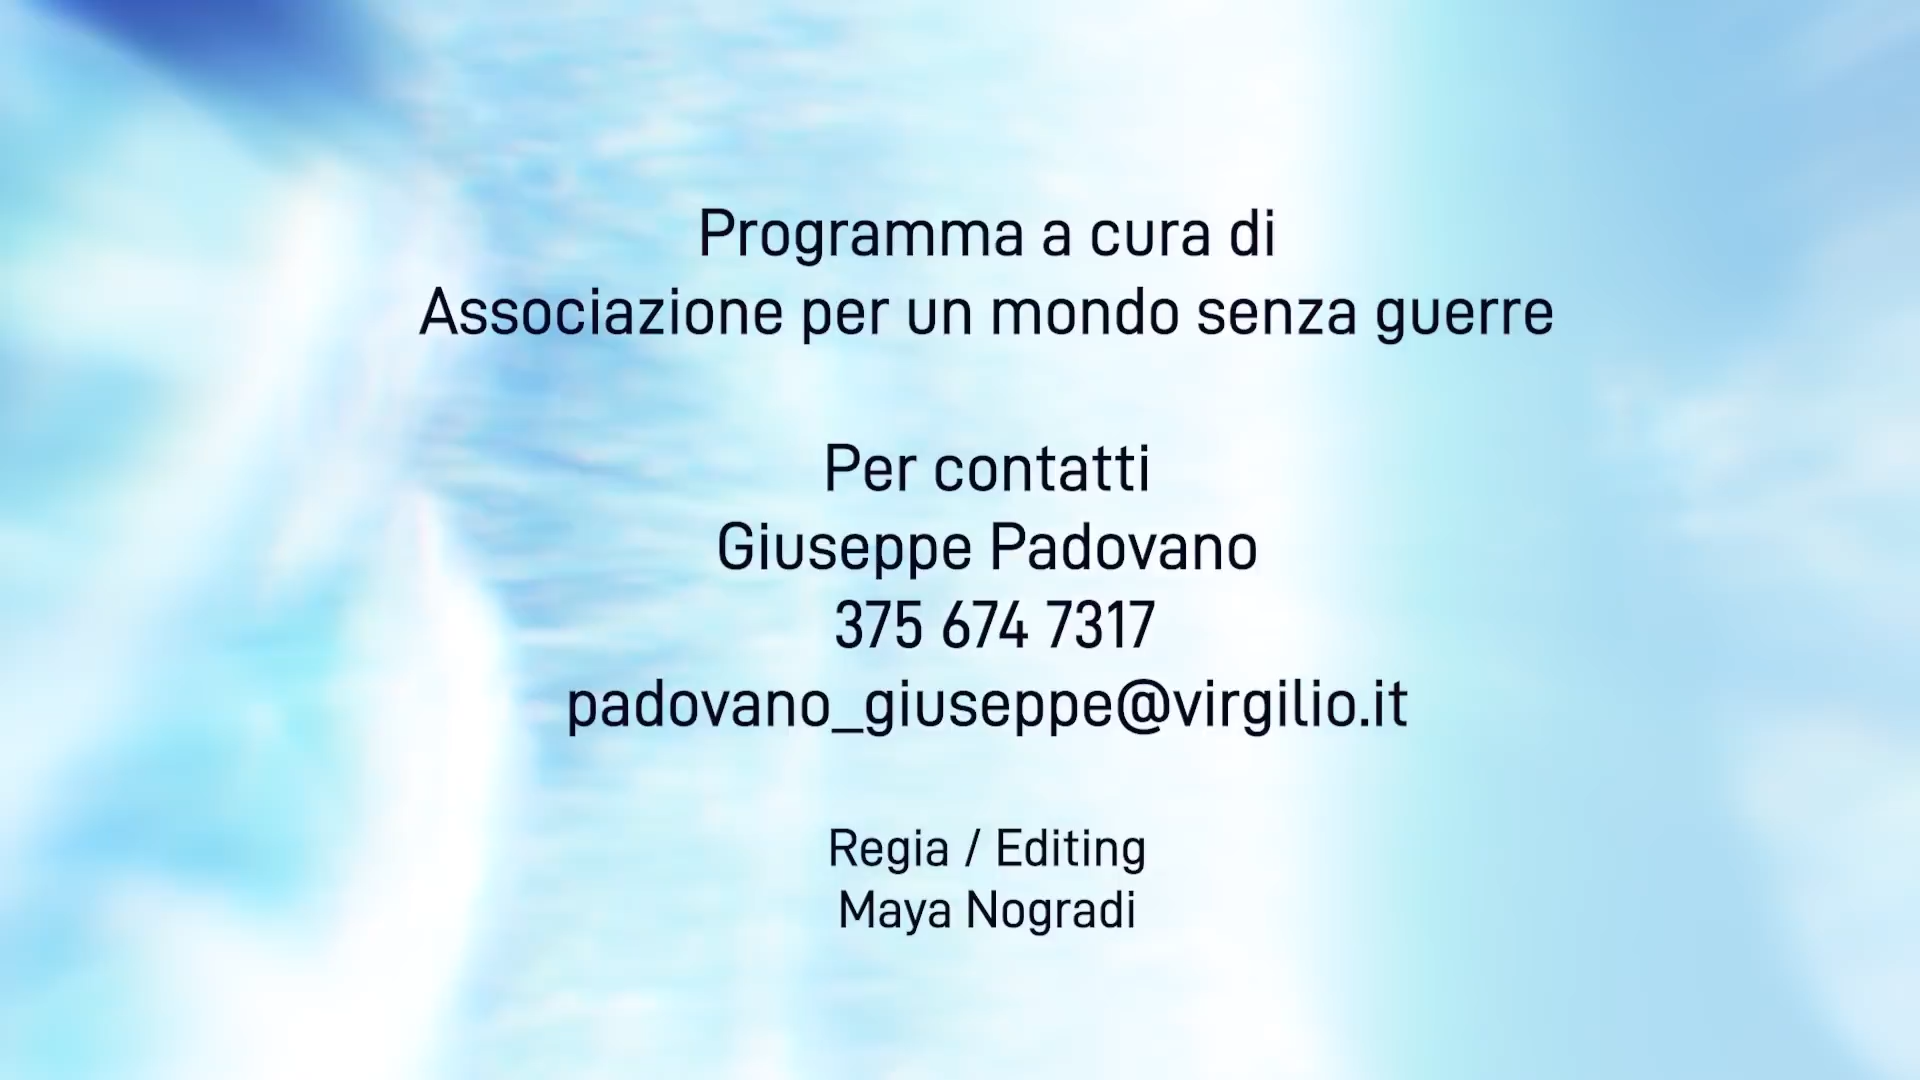 Programma a cura di
Associazione per un mondo senza guerre
Per contatti
Giuseppe Padovano
375 674 7317
padovano_giuseppe@virgilio.it
Regia / Editing
Maya Nogradi